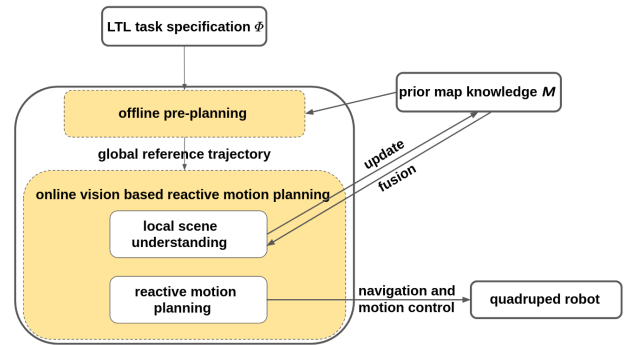 LTL task specification Φ
offline pre-planning
prior map knowledge M
global reference trajectory
update
fusion
online vision based reactive motion planning
local scene
understanding
reactive motion
planning
navigation and
motion control
quadruped robot